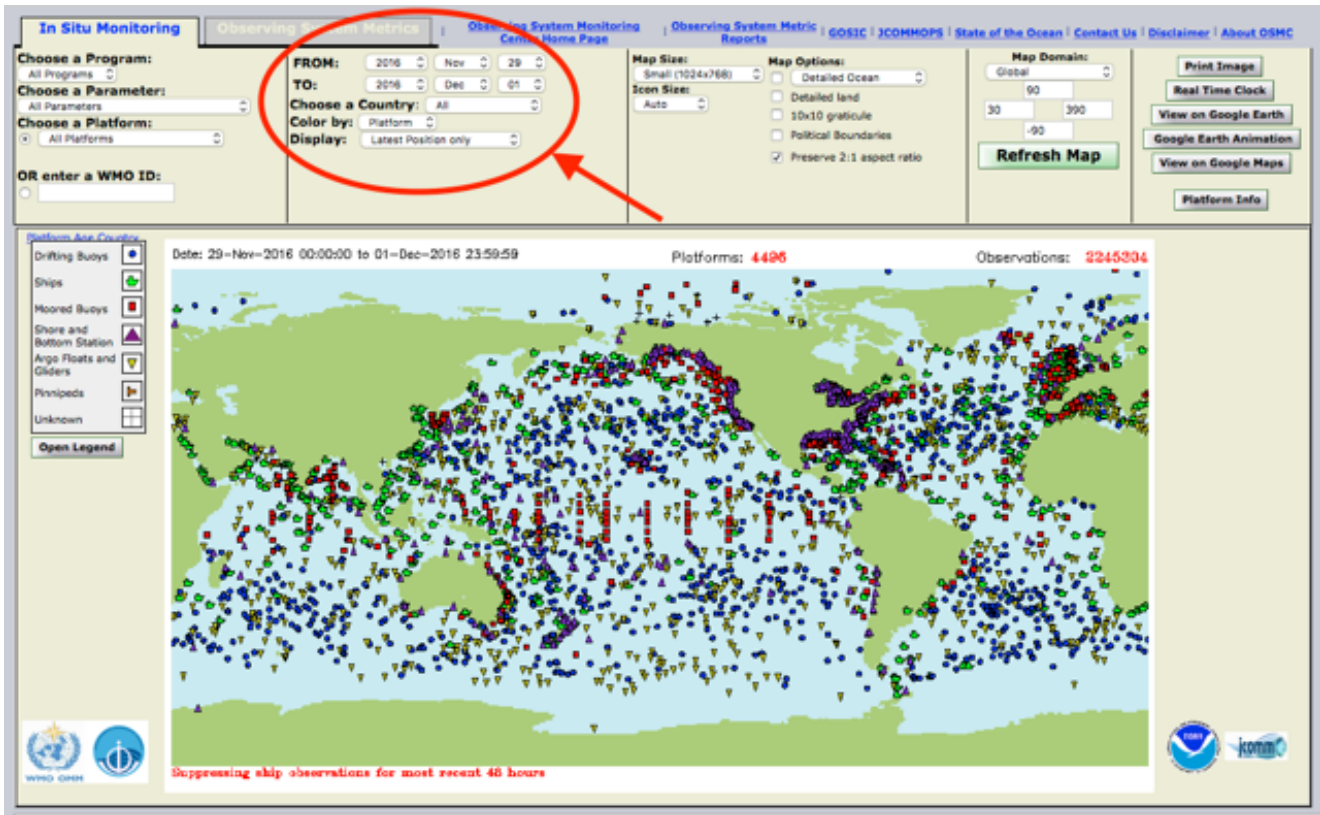 In Situ Monitoring
Observing System Metrics
Observing System Monitoring
Center Home Page
Observing System Metric
Reports
GOSIC
JCOMMOPS
State of the Ocean
Contact Us
Disclaimer
About OSMC
Choose a Program:
All Programs
Choose a Parameter:
All Parameters
Choose a Platform:
All Platforms
OR enter a WMO ID:
FROM: 2016 Nov 29
TO: 2016 Dec 01
Choose a Country: All
Color by: Platform
Display: Latest Position only
Map Size:
Small (1024x768)
Icon Size:
Auto
Map Options:
Detailed Ocean
Detailed land
10x10 graticule
Political Boundaries
Preserve 2:1 aspect ratio
Map Domain:
Global
90
30 390
-90
Refresh Map
Print Image
Real Time Clock
View on Google Earth
Google Earth Animation
View on Google Maps
Platform Info
Platform Age Country
Drifting Buoys
Ships
Moored Buoys
Shore and
Bottom Station
Argo Floats and
Gliders
Pinnipeds
Unknown
Open Legend
Date: 29-Nov-2016 00:00:00 to 01-Dec-2016 23:59:59
Platforms: 4496
Observations: 2245334
Suppressing ship observations for most recent 48 hours
WMO OMM
jcomm